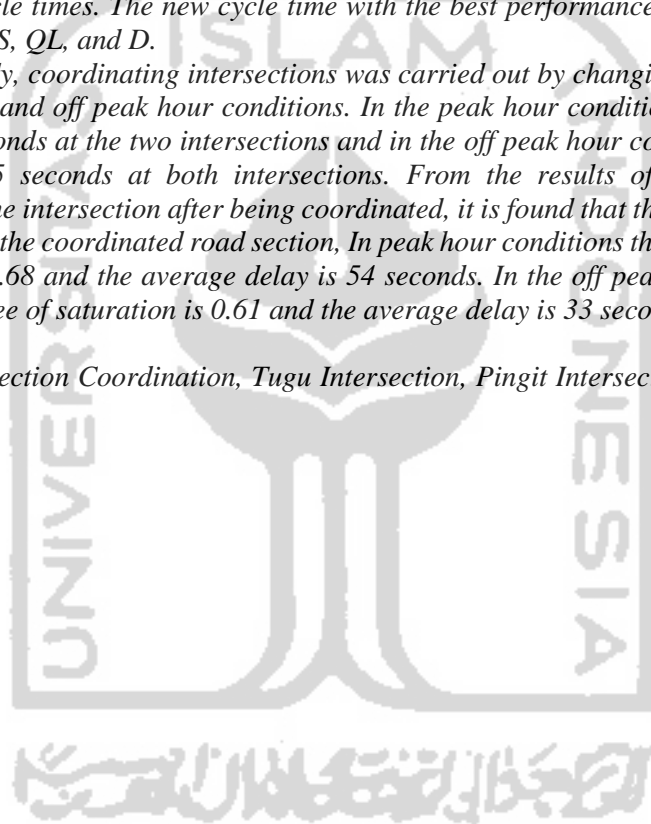 cle times. The new cycle time with the best performance
S, QL, and D.
ly, coordinating intersections was carried out by changi
and off peak hour conditions. In the peak hour conditio
onds at the two intersections and in the off peak hour co
5 seconds at both intersections. From the results of
he intersection after being coordinated, it is found that th
the coordinated road section, In peak hour conditions th
.68 and the average delay is 54 seconds. In the off pea
ee of saturation is 0.61 and the average delay is 33 seco
ection Coordination, Tugu Intersection, Pingit Intersec
ISLAM
UNIVERSITAS
INDONESIA